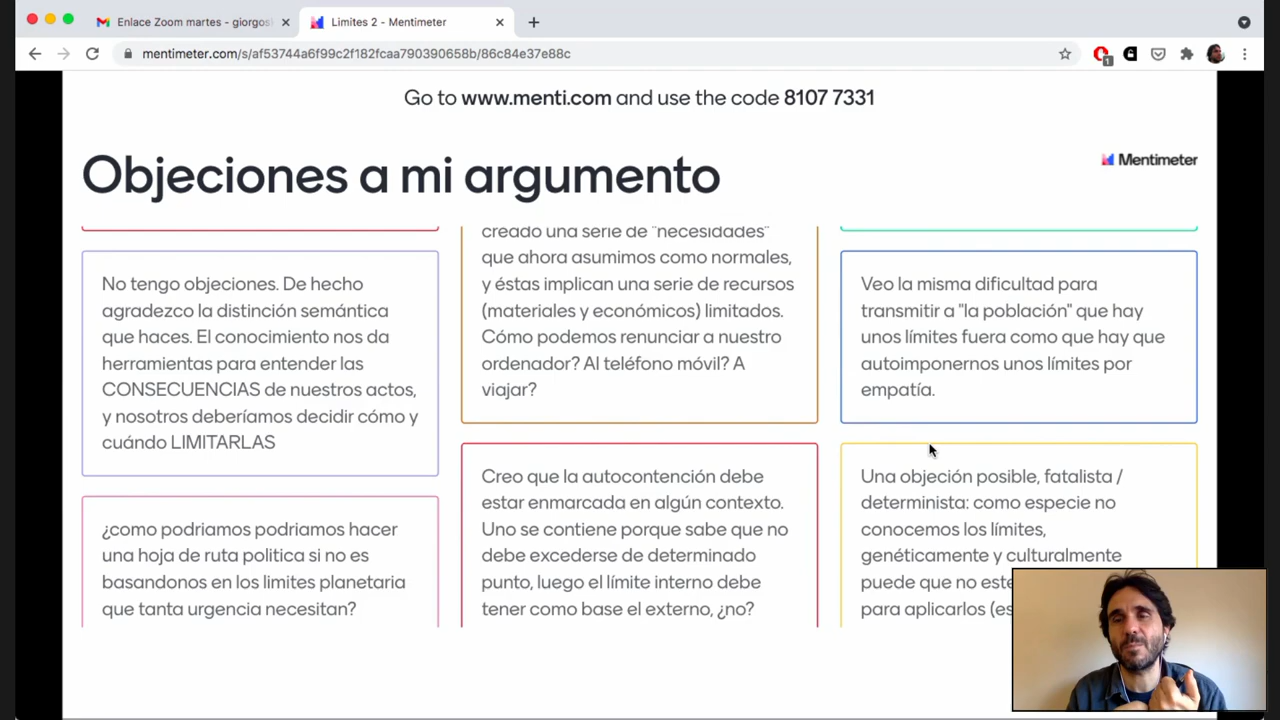 Enlace Zoom martes - giorgos
Limites 2 - Mentimeter
mentimeter.com/s/af53744a6f99c2f182fcaa790390658b/86c84e37e88c
1
Go to www.menti.com and use the code 8107 7331
Objeciones a mi argumento
Mentimeter
No tengo objeciones. De hecho
agradezco la distinción semántica
que haces. El conocimiento nos da
herramientas para entender las
CONSECUENCIAS de nuestros actos,
y nosotros deberíamos decidir cómo y
cuándo LIMITARLAS
¿como podriamos podriamos hacer
una hoja de ruta politica si no es
basandonos en los limites planetaria
que tanta urgencia necesitan?
creado una serie de "necesidades"
que ahora asumimos como normales,
y éstas implican una serie de recursos
(materiales y económicos) limitados.
Cómo podemos renunciar a nuestro
ordenador? Al teléfono móvil? A
viajar?
Creo que la autocontención debe
estar enmarcada en algún contexto.
Uno se contiene porque sabe que no
debe excederse de determinado
punto, luego el límite interno debe
tener como base el externo, ¿no?
Veo la misma dificultad para
transmitir a "la población" que hay
unos límites fuera como que hay que
autoimponernos unos límites por
empatía.
Una objeción posible, fatalista /
determinista: como especie no
conocemos los límites,
genéticamente y culturalmente
puede que no este
para aplicarlos (es